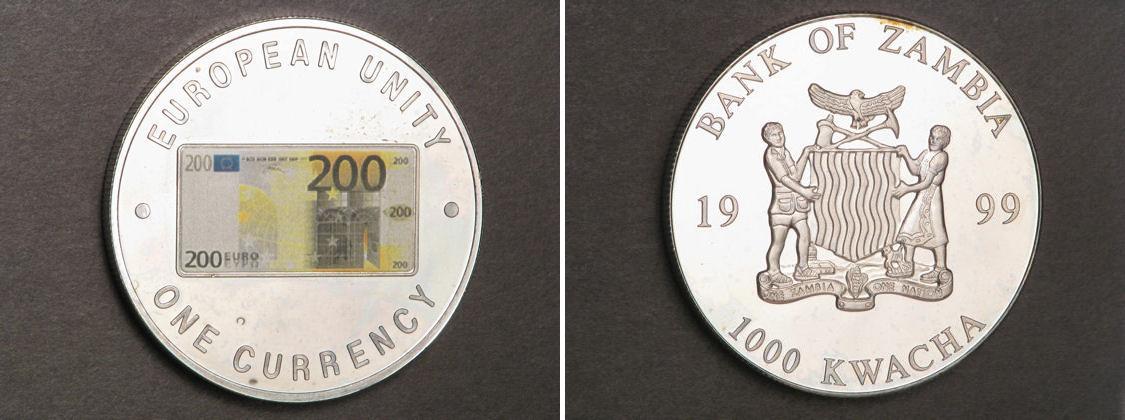 EUROPEAN UNITY
200
200
200
200
200 EURO
200
ONE CURRENCY
BANK OF ZAMBIA
19 99
ONE ZAMBIA ONE NATION
1000 KWACHA